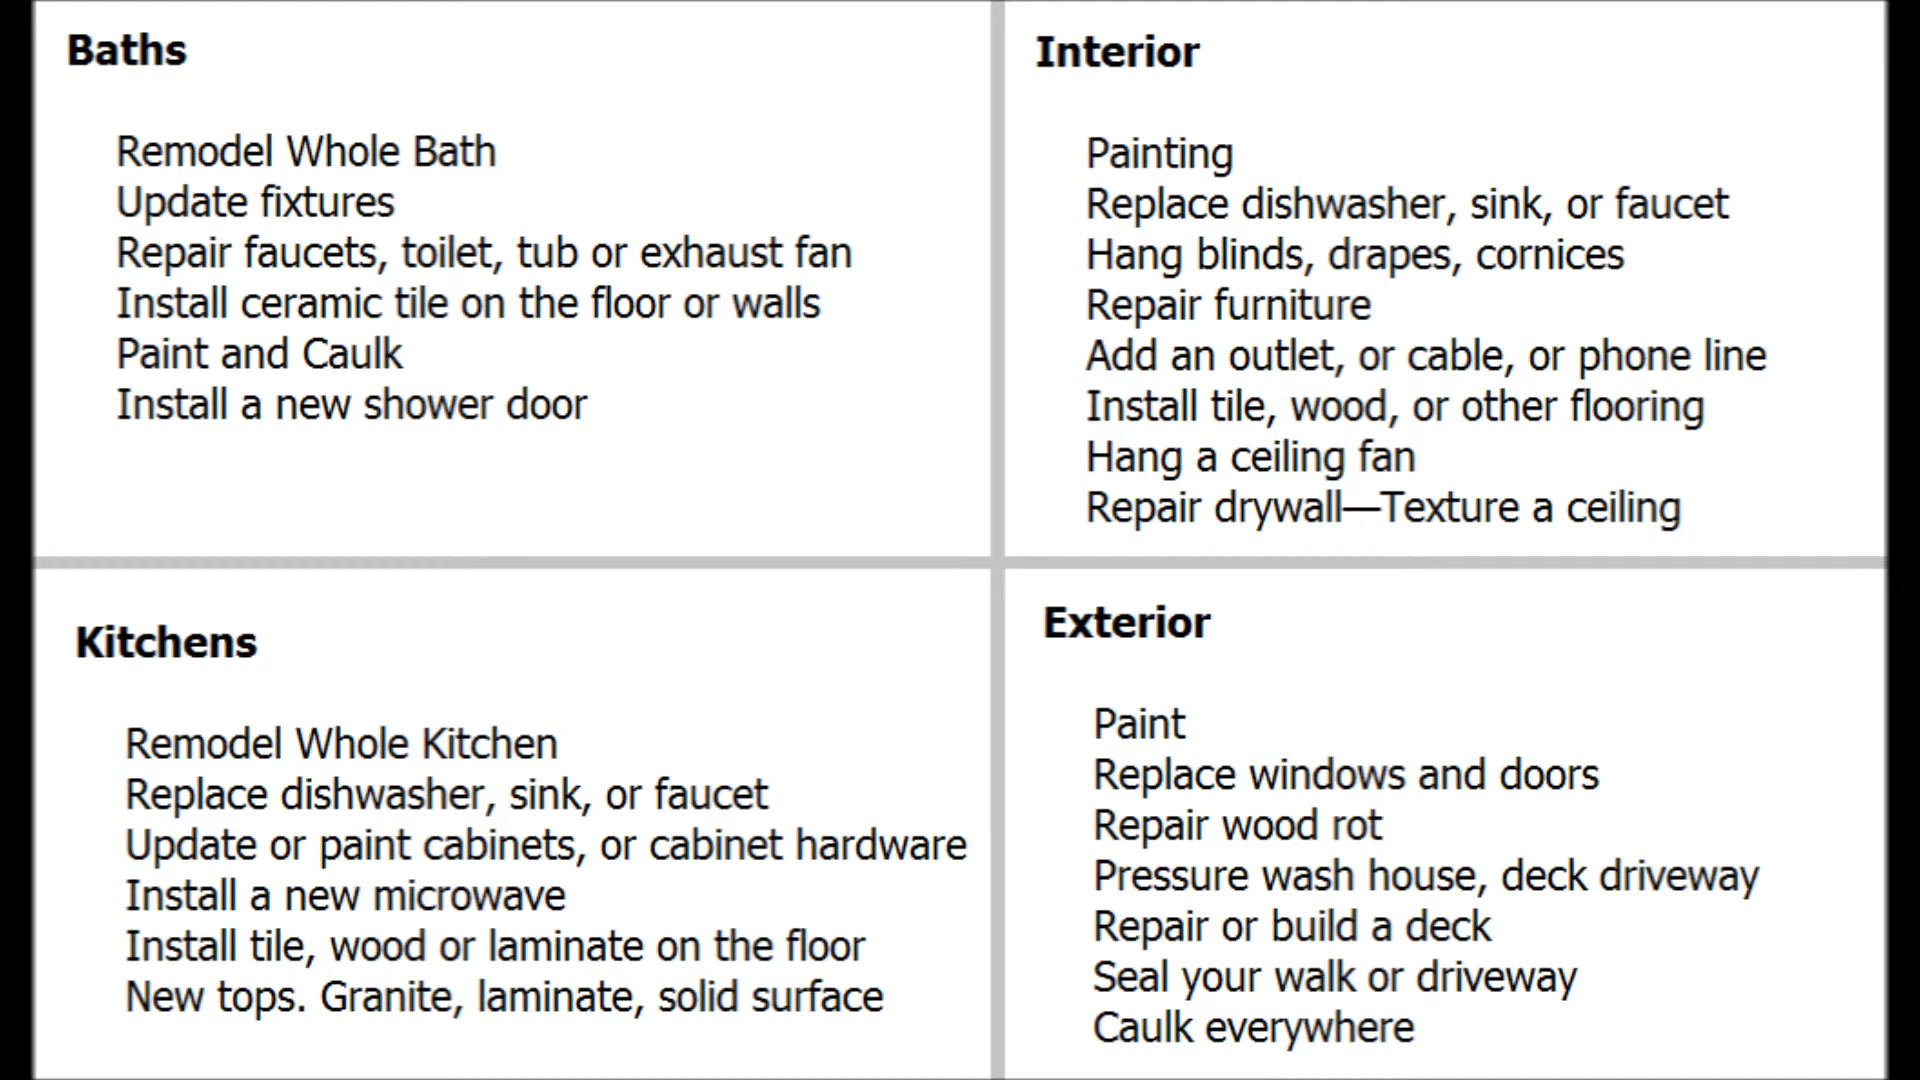 Baths
Remodel Whole Bath
Update fixtures
Repair faucets, toilet, tub or exhaust fan
Install ceramic tile on the floor or walls
Paint and Caulk
Install a new shower door
Interior
Painting
Replace dishwasher, sink, or faucet
Hang blinds, drapes, cornices
Repair furniture
Add an outlet, or cable, or phone line
Install tile, wood, or other flooring
Hang a ceiling fan
Repair drywall—Texture a ceiling
Kitchens
Remodel Whole Kitchen
Replace dishwasher, sink, or faucet
Update or paint cabinets, or cabinet hardware
Install a new microwave
Install tile, wood or laminate on the floor
New tops. Granite, laminate, solid surface
Exterior
Paint
Replace windows and doors
Repair wood rot
Pressure wash house, deck driveway
Repair or build a deck
Seal your walk or driveway
Caulk everywhere